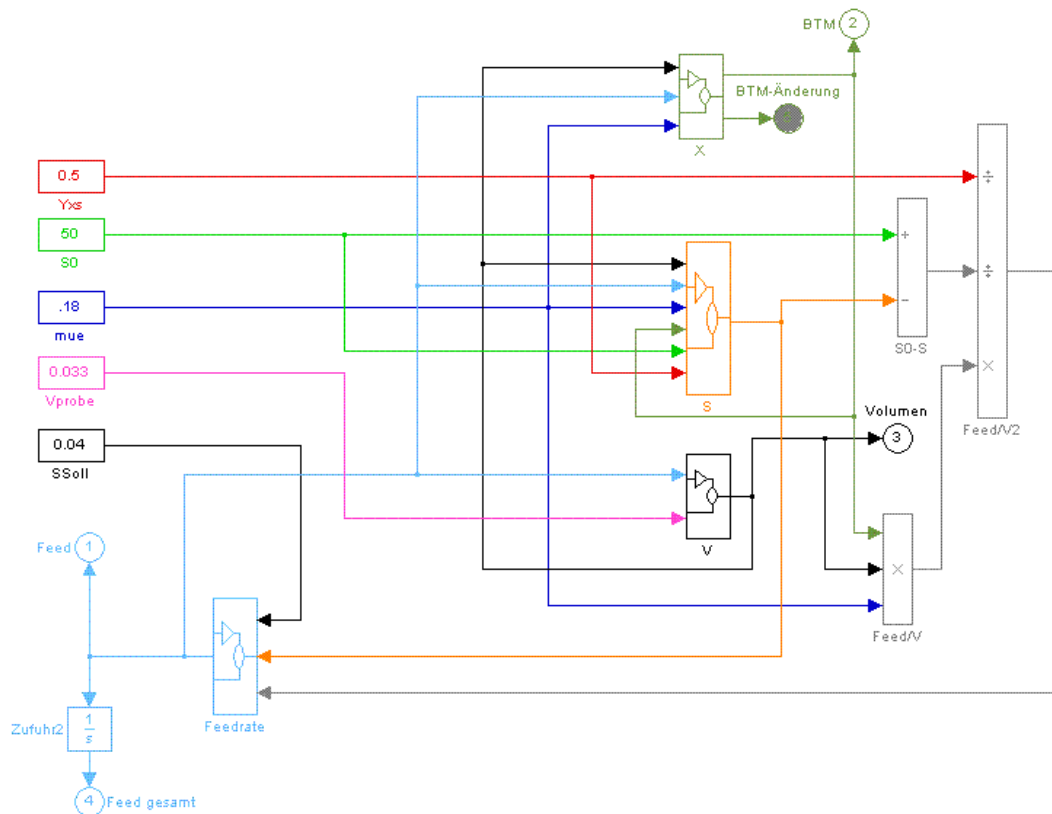 BTM 2
BTM-Änderung
X
0.5
Yxs
÷
50
S0
+
÷
.18
mue
−
S0-S
0.033
Vprobe
×
S
Volumen
3
Feed/V2
0.04
SSoll
V
Feed 1
×
Feed/V
Feedrate
Zufuhr2
1
s
4 Feed gesamt